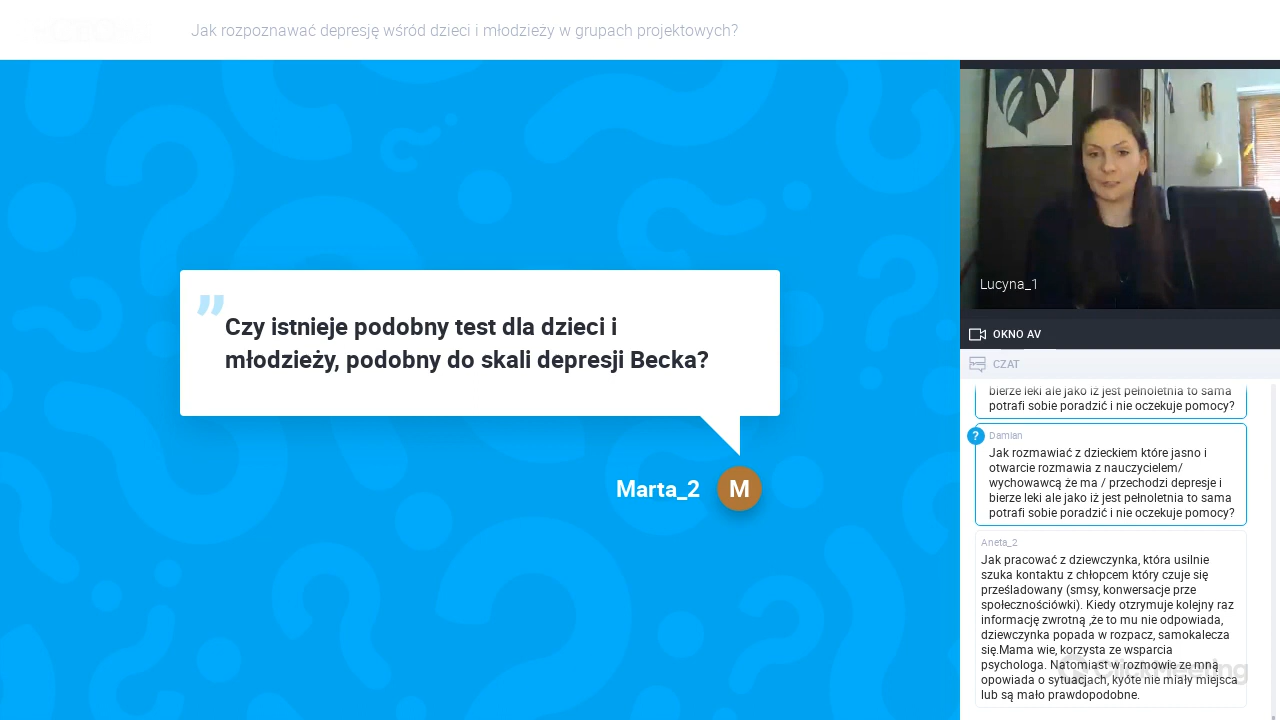 Jak rozpoznawać depresję wśród dzieci i młodzieży w grupach projektowych?
Czy istnieje podobny test dla dzieci i
młodzieży, podobny do skali depresji Becka?
Marta_2
M
Lucyna_1
OKNO AV
CZAT
bierze leki ale jako iż jest pełnoletnia to sama
potrafi sobie poradzić i nie oczekuje pomocy?
?
Damian
Jak rozmawiać z dzieckiem które jasno i
otwarcie rozmawia z nauczycielem/
wychowawcą że ma / przechodzi depresje i
bierze leki ale jako iż jest pełnoletnia to sama
potrafi sobie poradzić i nie oczekuje pomocy?
Aneta_2
Jak pracować z dziewczynka, która usilnie
szuka kontaktu z chłopcem który czuje się
prześladowany (smsy, konwersacje prze
społecznościówki). Kiedy otrzymuje kolejny raz
informację zwrotną ,że to mu nie odpowiada,
dziewczynka popada w rozpacz, samokalecza
się.Mama wie, korzysta ze wsparcia
psychologa. Natomiast w rozmowie ze mną
opowiada o sytuacjach, kyóte nie miały miejsca
lub są mało prawdopodobne.
ClickMeeting